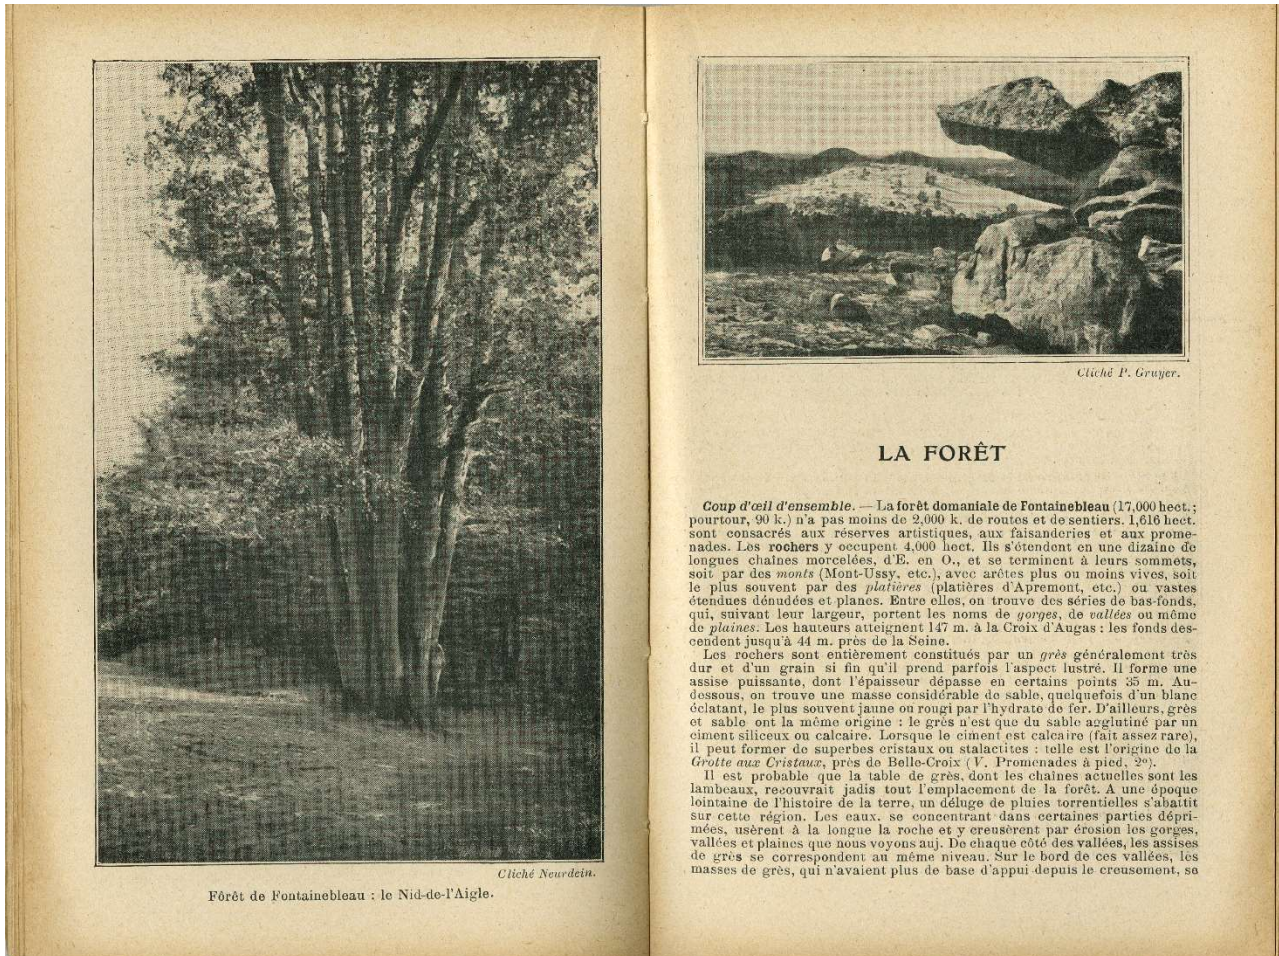 Cliché Neurdein.
Fôrêt de Fontainebleau : le Nid-de-l'Aigle.
Cliché P. Gruyer.
LA FORÊT
Coup d'œil d'ensemble. — La forêt domaniale de Fontainebleau (17,000 hect. ;
pourtour, 90 k.) n'a pas moins de 2,000 k. de routes et de sentiers. 1,616 hect.
sont consacrés aux réserves artistiques, aux faisanderies et aux prome-
nades. Les rochers y occupent 4,000 hect. Ils s'étendent en une dizaine de
longues chaînes morcelées, d'E. en O., et se terminent à leurs sommets,
soit par des monts (Mont-Ussy, etc.), avec arêtes plus ou moins vives, soit
le plus souvent par des platières (platières d'Apremont, etc.) ou vastes
étendues dénudées et planes. Entre elles, on trouve des séries de bas-fonds,
qui, suivant leur largeur, portent les noms de gorges, de vallées ou même
de plaines. Les hauteurs atteignent 147 m. à la Croix d'Augas : les fonds des-
cendent jusqu'à 44 m. près de la Seine.
Les rochers sont entièrement constitués par un grès généralement très
dur et d'un grain si fin qu'il prend parfois l'aspect lustré. Il forme une
assise puissante, dont l'épaisseur dépasse en certains points 35 m. Au-
dessous, on trouve une masse considérable de sable, quelquefois d'un blanc
éclatant, le plus souvent jaune ou rougi par l'hydrate de fer. D'ailleurs, grès
et sable ont la même origine : le grès n'est que du sable agglutiné par un
ciment siliceux ou calcaire. Lorsque le ciment est calcaire (fait assez rare),
il peut former de superbes cristaux ou stalactites : telle est l'origine de la
Grotte aux Cristaux, près de Belle-Croix (V. Promenades à pied, 2°).
Il est probable que la table de grès, dont les chaînes actuelles sont les
lambeaux, recouvrait jadis tout l'emplacement de la forêt. A une époque
lointaine de l'histoire de la terre, un déluge de pluies torrentielles s'abattit
sur cette région. Les eaux. se concentrant dans certaines parties dépri-
mées, usèrent à la longue la roche et y creusèrent par érosion les gorges,
vallées et plaines que nous voyons auj. De chaque côté des vallées, les assises
de grès se correspondent au même niveau. Sur le bord de ces vallées, les
masses de grès, qui n'avaient plus de base d'appui depuis le creusement, se